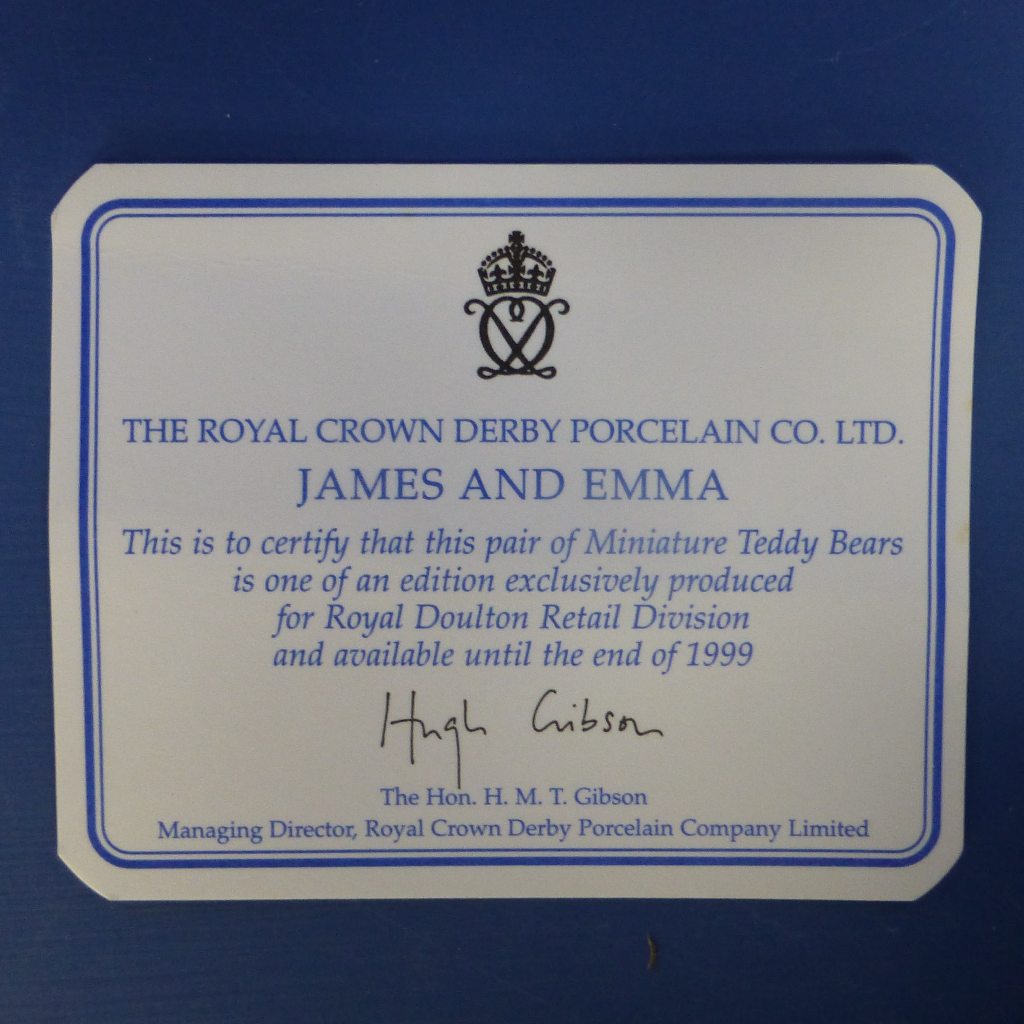 THE ROYAL CROWN DERBY PORCELAIN CO. LTD.
JAMES AND EMMA
This is to certify that this pair of Miniature Teddy Bears
is one of an edition exclusively produced
for Royal Doulton Retail Division
and available until the end of 1999
Hugh Gibson
The Hon. H. M. T. Gibson
Managing Director, Royal Crown Derby Porcelain Company Limited